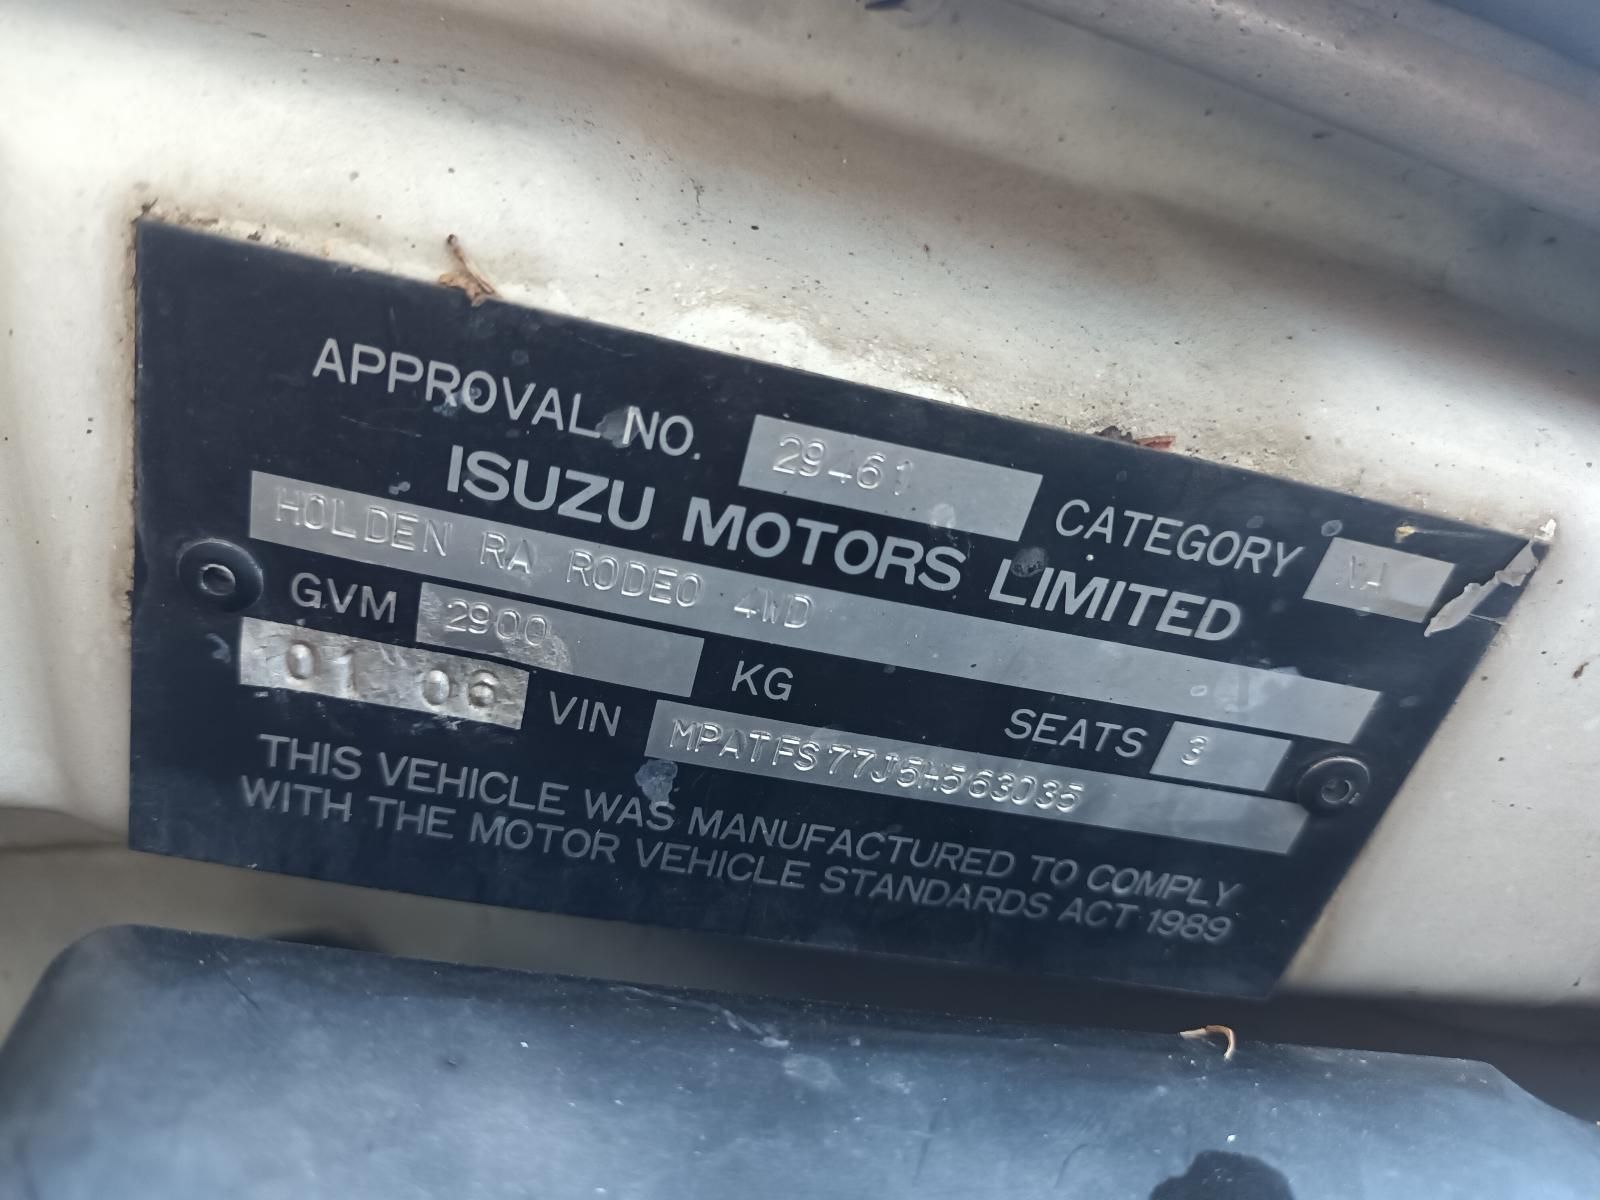 APPROVAL NO. 29461 CATEGORY NA
ISUZU MOTORS LIMITED
HOLDEN RA RODEO 4WD
GVM 2900 KG SEATS 3
01 06 VIN MPATFS77J5H563035
THIS VEHICLE WAS MANUFACTURED TO COMPLY
WITH THE MOTOR VEHICLE STANDARDS ACT 1989